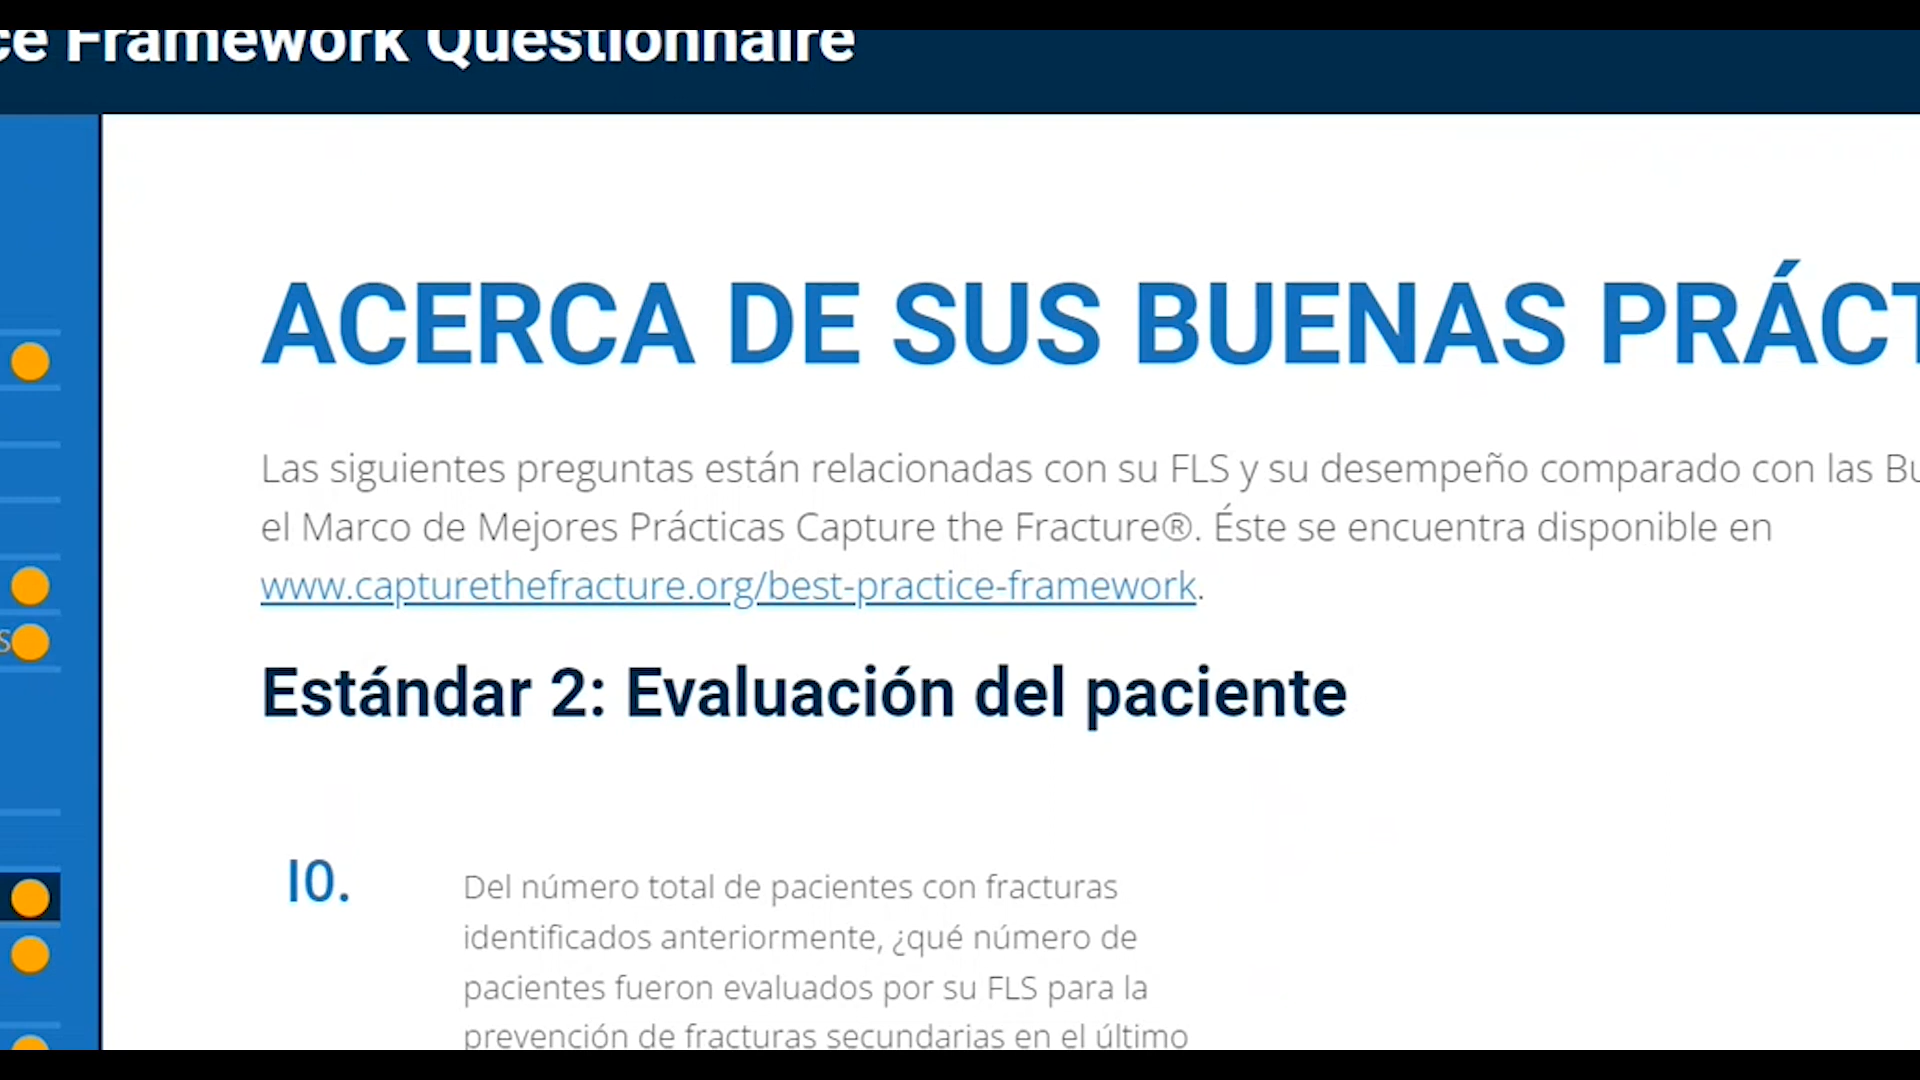 ce Framework Questionnaire
ACERCA DE SUS BUENAS PRÁCT
Las siguientes preguntas están relacionadas con su FLS y su desempeño comparado con las Bu
el Marco de Mejores Prácticas Capture the Fracture®. Éste se encuentra disponible en
www.capturethefracture.org/best-practice-framework.
s
Estándar 2: Evaluación del paciente
10. Del número total de pacientes con fracturas
identificados anteriormente, ¿qué número de
pacientes fueron evaluados por su FLS para la
prevención de fracturas secundarias en el último